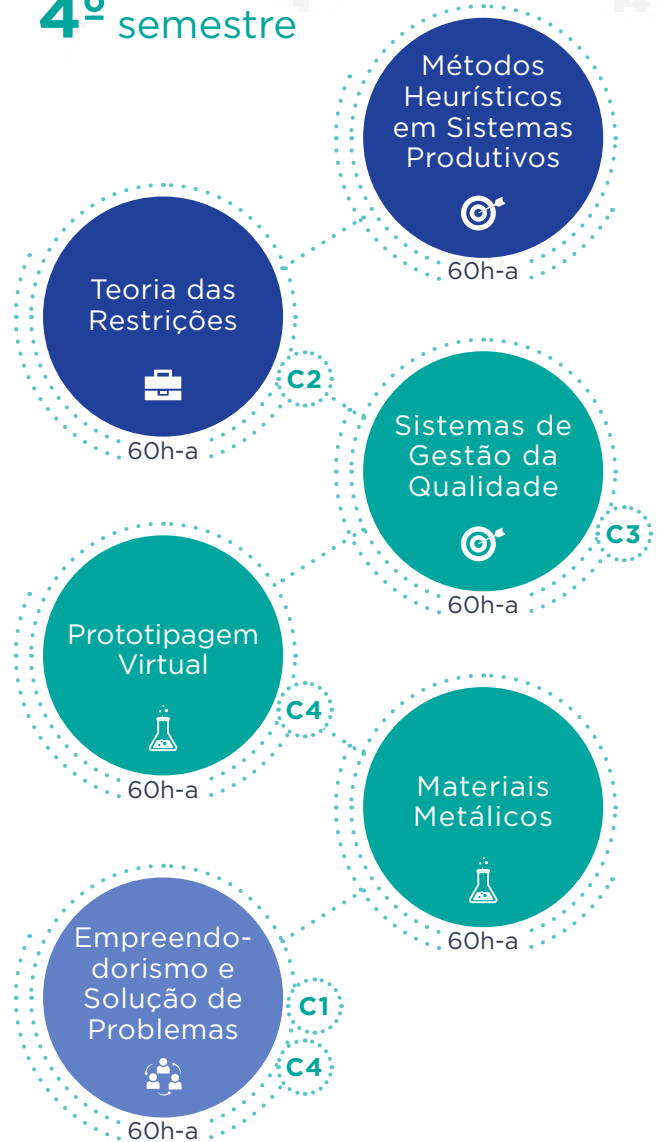 4º semestre
Métodos
Heurísticos
em Sistemas
Produtivos
60h-a
Teoria das
Restrições
C2
60h-a
Sistemas de
Gestão da
Qualidade
C3
60h-a
Prototipagem
Virtual
C4
60h-a
Materiais
Metálicos
60h-a
Empreendo-
dorismo e
Solução de
Problemas
C1
C4
60h-a